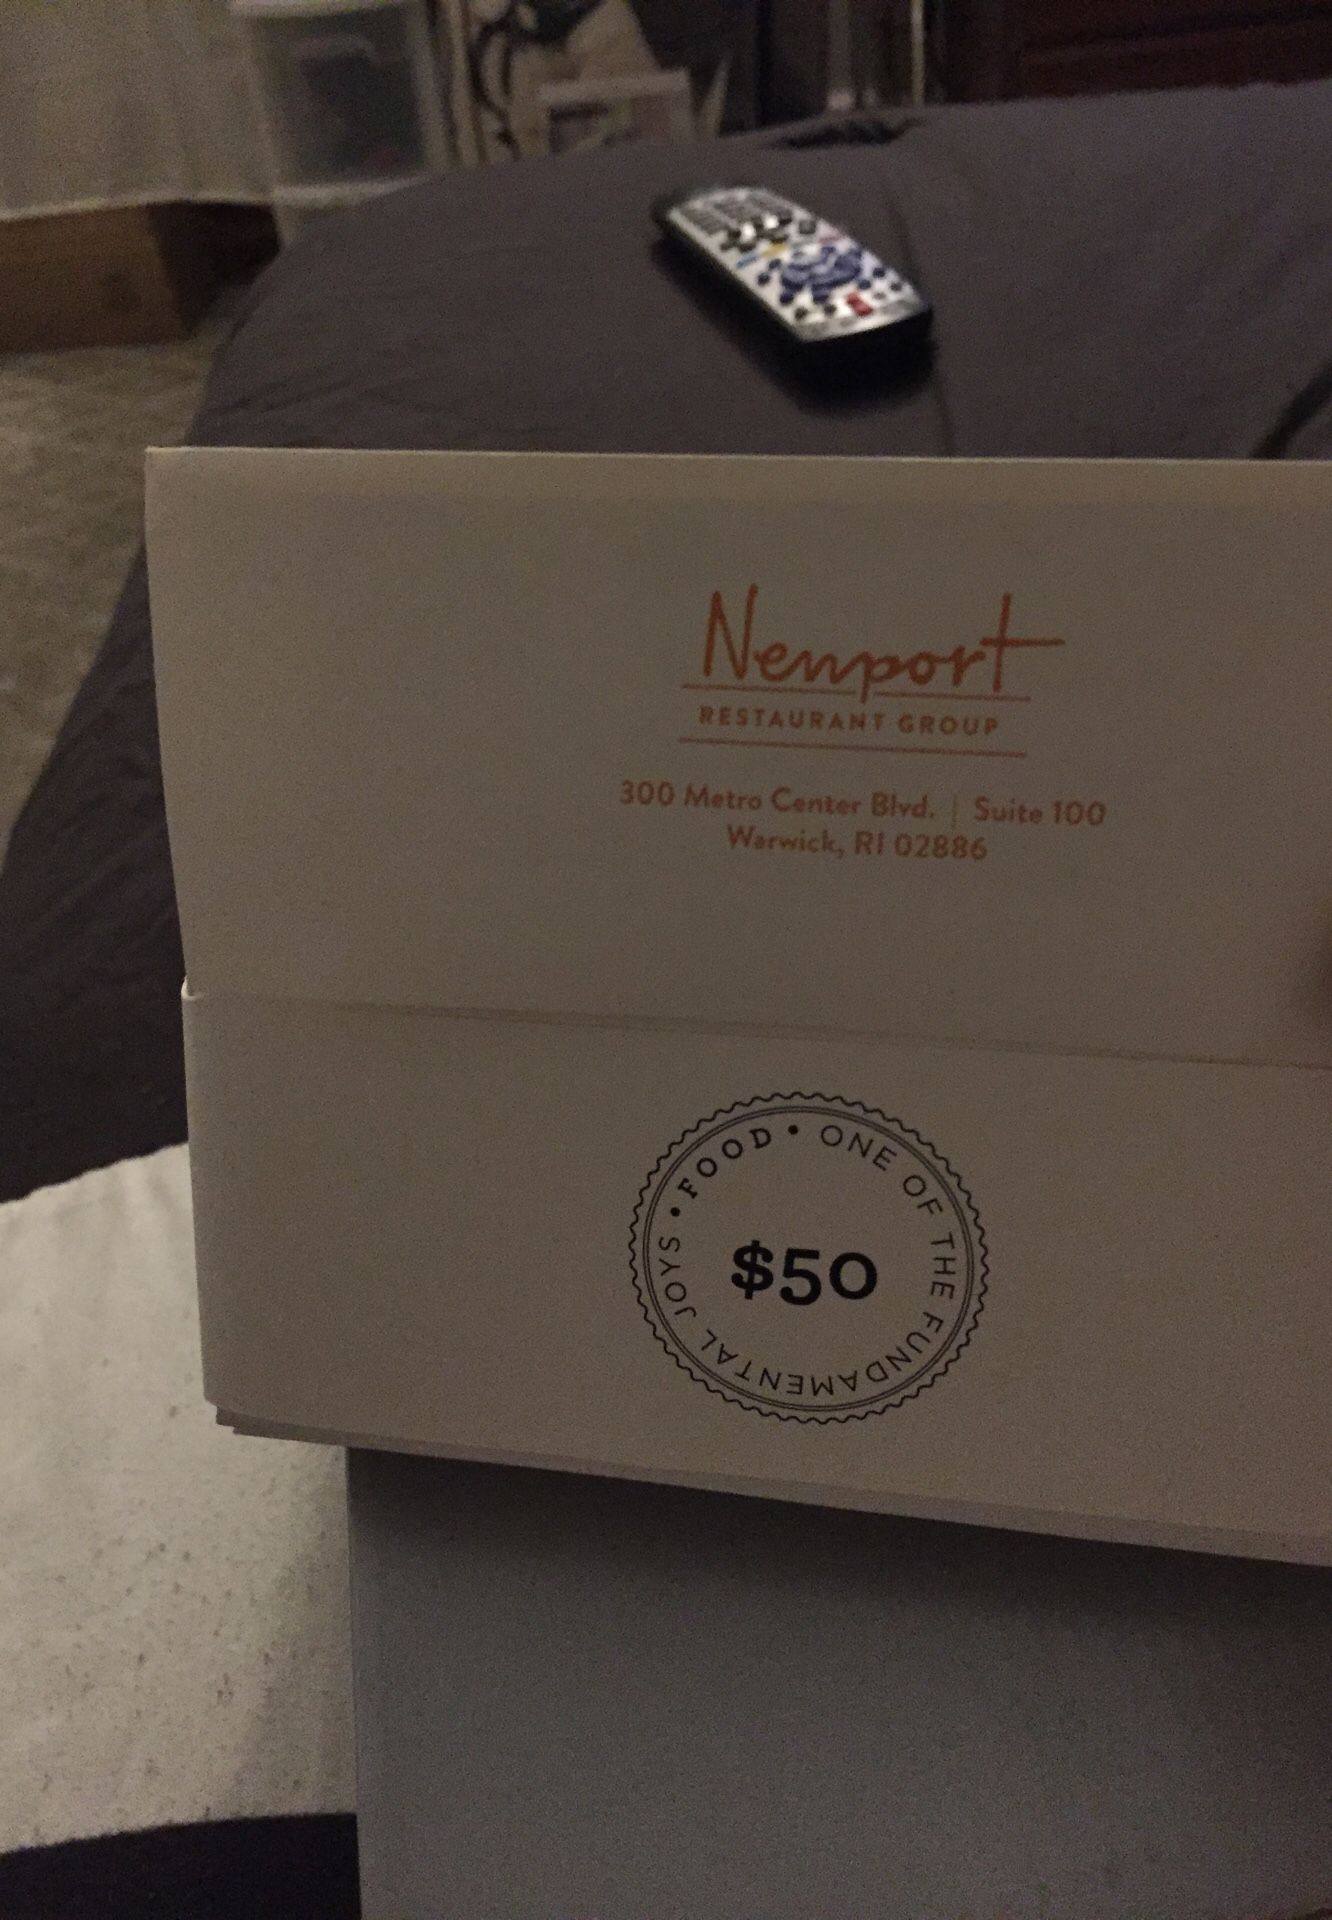 Newport
RESTAURANT GROUP
300 Metro Center Blvd. | Suite 100
Warwick, RI 02886
• FOOD • ONE OF THE FUNDAMENTAL JOYS
$50